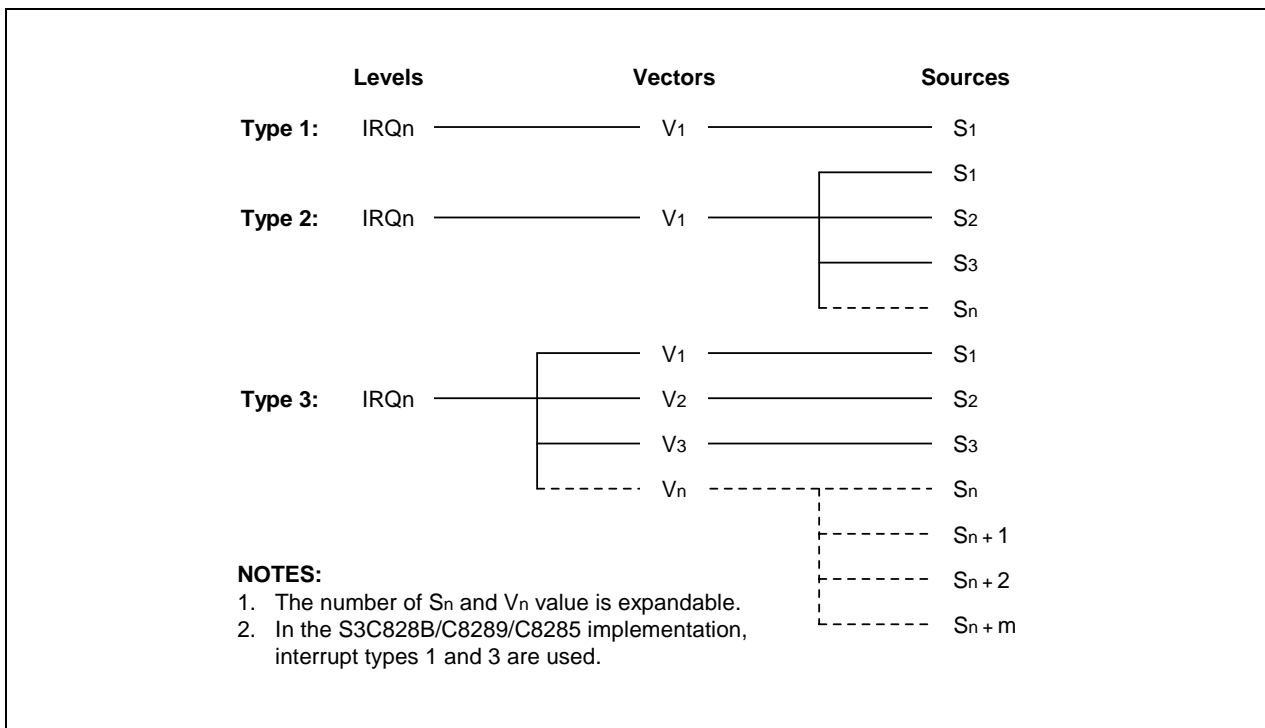 Levels Vectors Sources
Type 1: IRQn V1 S1
S1
Type 2: IRQn V1 S2
S3
Sn
V1 S1
Type 3: IRQn V2 S2
V3 S3
Vn Sn
Sn + 1
NOTES:
Sn + 2
1. The number of Sn and Vn value is expandable.
2. In the S3C828B/C8289/C8285 implementation,
Sn + m
interrupt types 1 and 3 are used.